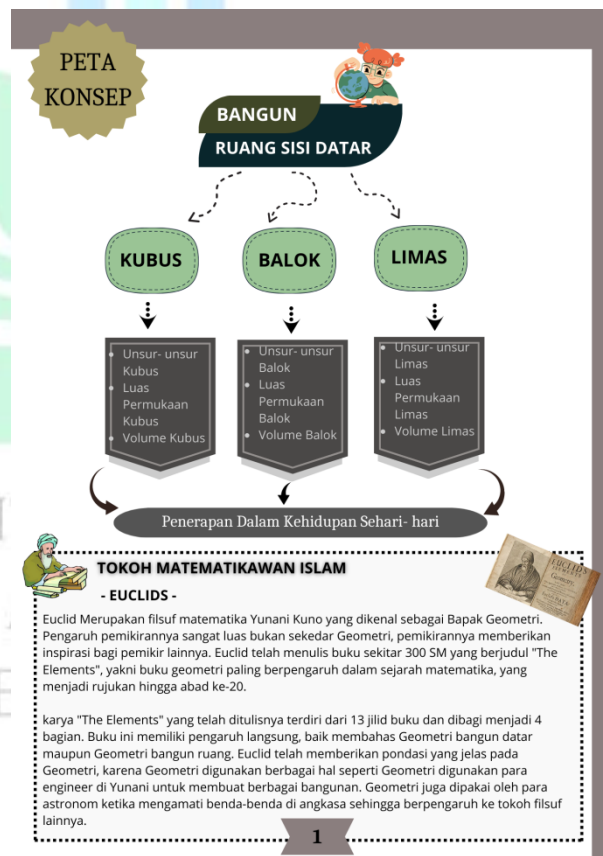 PETA
KONSEP
BANGUN
RUANG SISI DATAR
KUBUS
BALOK
LIMAS
• Unsur- unsur
Kubus
• Luas
Permukaan
Kubus
• Volume Kubus
• Unsur- unsur
Balok
• Luas
Permukaan
Balok
• Volume Balok
• Unsur- unsur
Limas
• Luas
Permukaan
Limas
• Volume Limas
Penerapan Dalam Kehidupan Sehari- hari
TOKOH MATEMATIKAWAN ISLAM
- EUCLIDS -
EUCLIDS
ELEMENTS
Euclid Merupakan filsuf matematika Yunani Kuno yang dikenal sebagai Bapak Geometri.
Pengaruh pemikirannya sangat luas bukan sekedar Geometri, pemikirannya memberikan
inspirasi bagi pemikir lainnya. Euclid telah menulis buku sekitar 300 SM yang berjudul "The
Elements", yakni buku geometri paling berpengaruh dalam sejarah matematika, yang
menjadi rujukan hingga abad ke-20.
karya "The Elements" yang telah ditulisnya terdiri dari 13 jilid buku dan dibagi menjadi 4
bagian. Buku ini memiliki pengaruh langsung, baik membahas Geometri bangun datar
maupun Geometri bangun ruang. Euclid telah memberikan pondasi yang jelas pada
Geometri, karena Geometri digunakan berbagai hal seperti Geometri digunakan para
engineer di Yunani untuk membuat berbagai bangunan. Geometri juga dipakai oleh para
astronom ketika mengamati benda-benda di angkasa sehingga berpengaruh ke tokoh filsuf
lainnya.
1